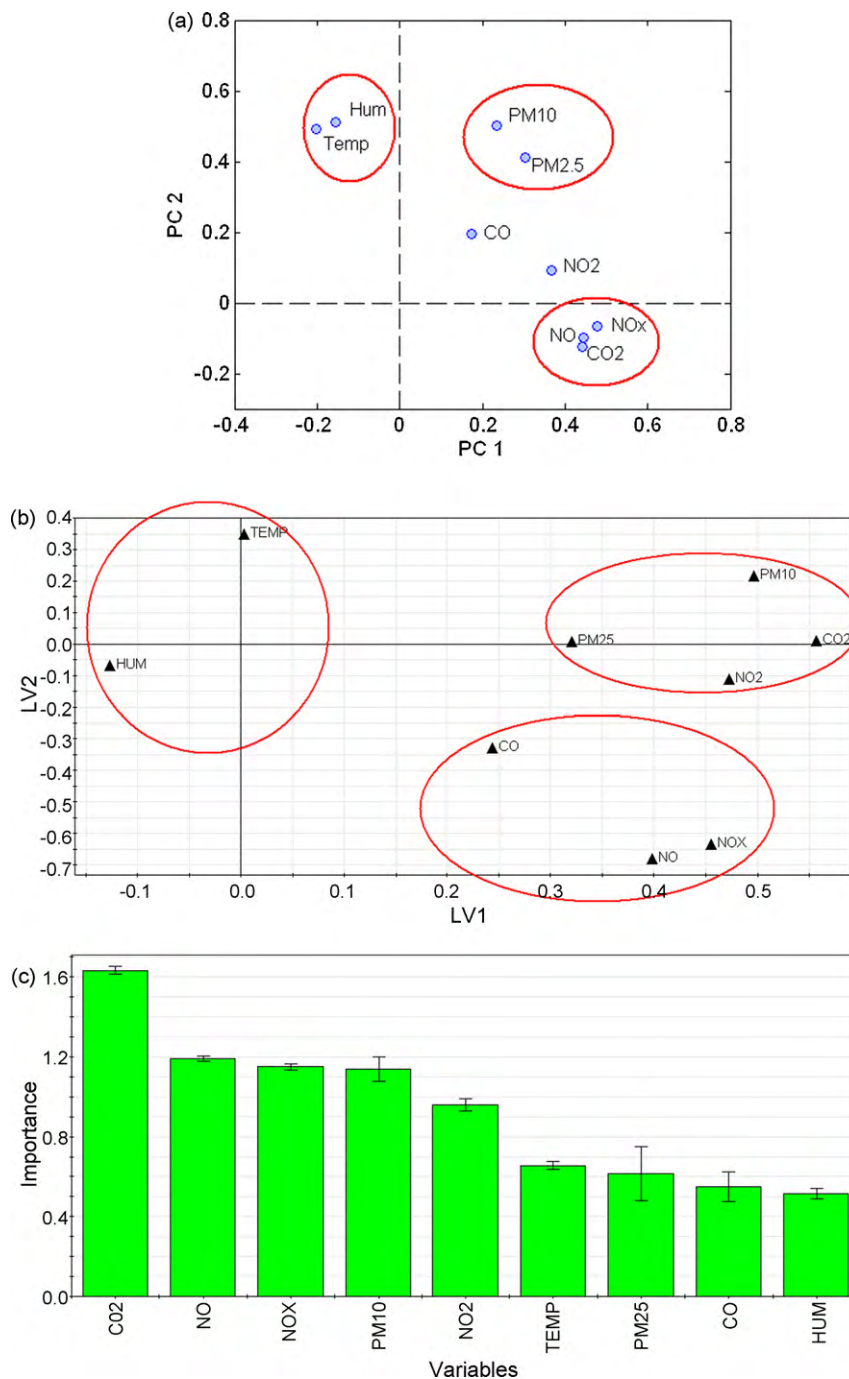 (a)
0.8
0.6
Hum
PM10
Temp
0.4
PM2.5
PC 2
0.2
CO
NO2
0
NO
NOx
CO2
-0.2
-0.4 -0.2 0 0.2 0.4 0.6 0.8
PC 1
(b)
0.4
TEMP
0.3
0.2
PM10
0.1
0.0
PM25
CO2
HUM
-0.1
NO2
LV2
-0.2
-0.3
CO
-0.4
-0.5
-0.6
NOX
NO
-0.7
-0.1 0.0 0.1 0.2 0.3 0.4 0.5
LV1
(c)
1.6
1.2
Importance
0.8
0.4
0.0
C02 NO NOX PM10 NO2 TEMP PM25 CO HUM
Variables